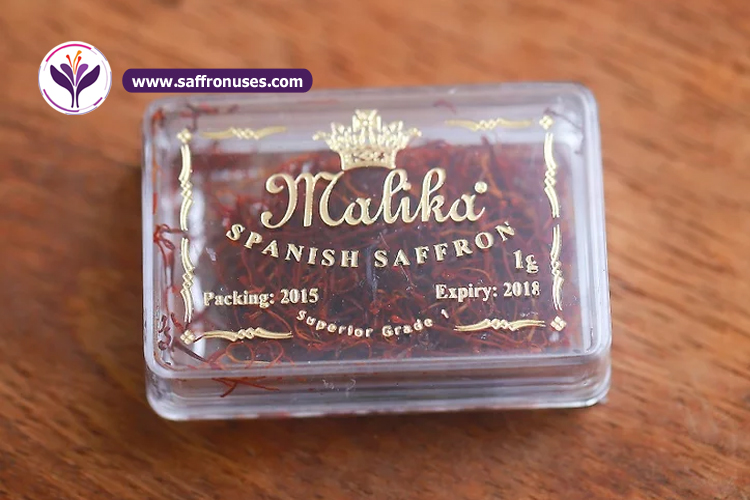 www.saffronuses.com
Malika®
SPANISH SAFFRON
1g
Packing: 2015 Expiry: 2018
Superior Grade 1